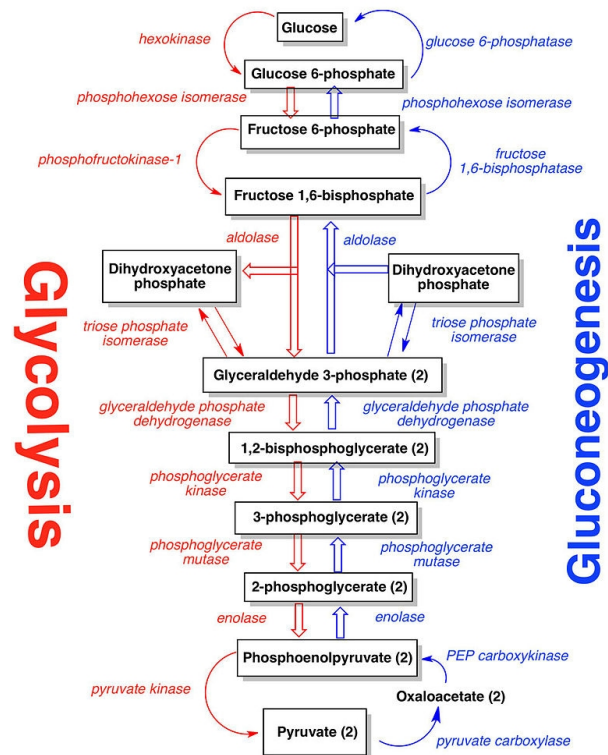 Glucose
hexokinase
glucose 6-phosphatase
Glucose 6-phosphate
phosphohexose isomerase
phosphohexose isomerase
Fructose 6-phosphate
phosphofructokinase-1
fructose
1,6-bisphosphatase
Fructose 1,6-bisphosphate
aldolase
aldolase
Dihydroxyacetone
phosphate
Dihydroxyacetone
phosphate
triose phosphate
isomerase
triose phosphate
isomerase
Glyceraldehyde 3-phosphate (2)
glyceraldehyde phosphate
dehydrogenase
glyceraldehyde phosphate
dehydrogenase
1,2-bisphosphoglycerate (2)
phosphoglycerate
kinase
phosphoglycerate
kinase
3-phosphoglycerate (2)
phosphoglycerate
mutase
phosphoglycerate
mutase
2-phosphoglycerate (2)
enolase
enolase
Phosphoenolpyruvate (2)
PEP carboxykinase
pyruvate kinase
Oxaloacetate (2)
Pyruvate (2)
pyruvate carboxylase
Glycolysis
Gluconeogenesis